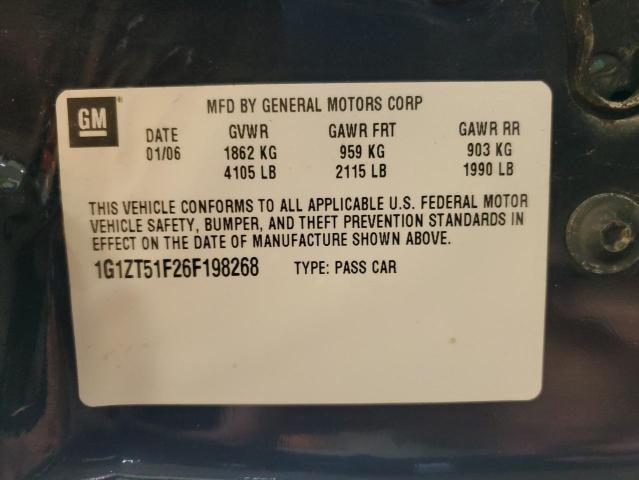 GM
MFD BY GENERAL MOTORS CORP
DATE GVWR GAWR FRT GAWR RR
01/06 1862 KG 959 KG 903 KG
4105 LB 2115 LB 1990 LB
THIS VEHICLE CONFORMS TO ALL APPLICABLE U.S. FEDERAL MOTOR
VEHICLE SAFETY, BUMPER, AND THEFT PREVENTION STANDARDS IN
EFFECT ON THE DATE OF MANUFACTURE SHOWN ABOVE.
1G1ZT51F26F198268 TYPE: PASS CAR